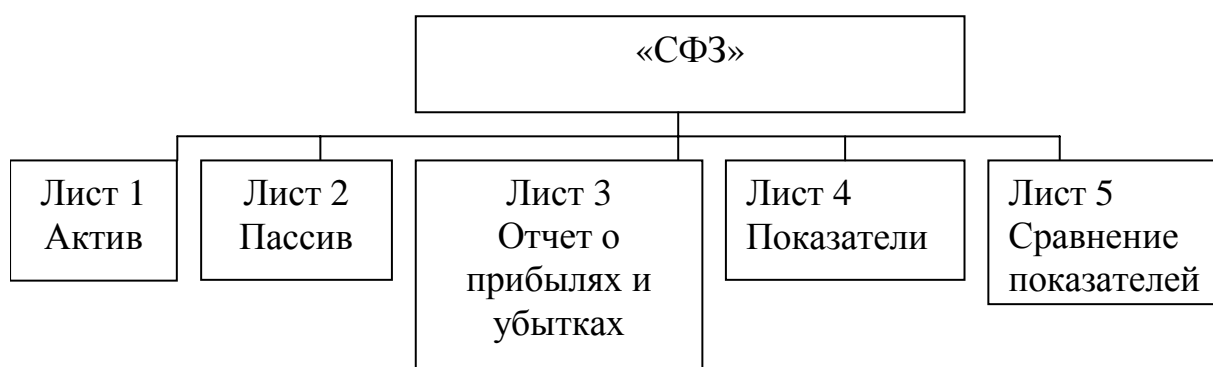 «СФЗ»
Лист 1
Актив
Лист 2
Пассив
Лист 3
Отчет о
прибылях и
убытках
Лист 4
Показатели
Лист 5
Сравнение
показателей